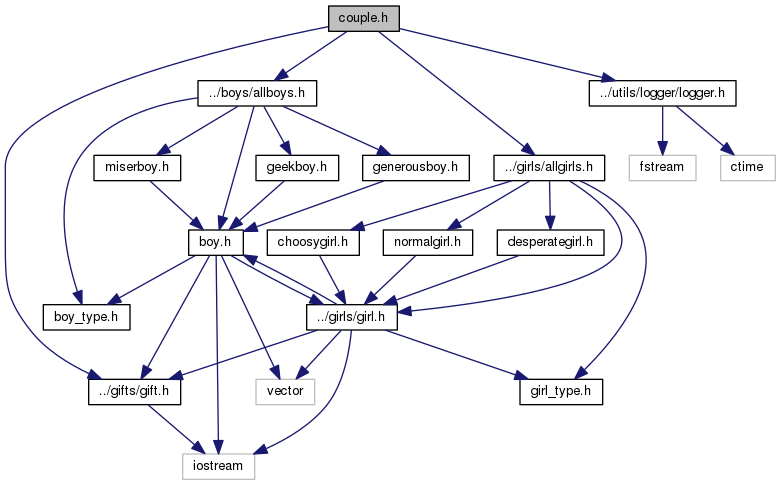 couple.h
../boys/allboys.h
../utils/logger/logger.h
miserboy.h
geekboy.h
generousboy.h
../girls/allgirls.h
fstream
ctime
boy.h
choosygirl.h
normalgirl.h
desperategirl.h
boy_type.h
../girls/girl.h
../gifts/gift.h
vector
girl_type.h
iostream